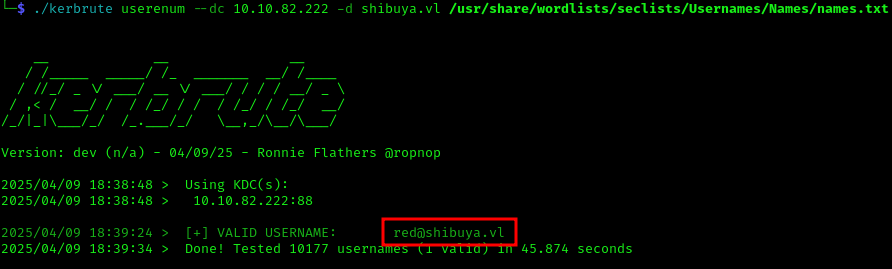 └─$ ./kerbrute userenum --dc 10.10.82.222 -d shibuya.vl /usr/share/wordlists/seclists/Usernames/Names/names.txt
    __             __               __
   / /_____  _____/ /_  _______  __/ /____
  / //_/ _ \/ ___/ __ \/ ___/ / / / __/ _ \
 / ,< /  __/ /  / /_/ / /  / /_/ / /_/  __/
/_/|_|\___/_/  /_.___/_/   \__,_/\__/\___/
Version: dev (n/a) - 04/09/25 - Ronnie Flathers @ropnop
2025/04/09 18:38:48 >  Using KDC(s):
2025/04/09 18:38:48 >   10.10.82.222:88
2025/04/09 18:39:24 >  [+] VALID USERNAME:       red@shibuya.vl
2025/04/09 18:39:34 >  Done! Tested 10177 usernames (1 valid) in 45.874 seconds